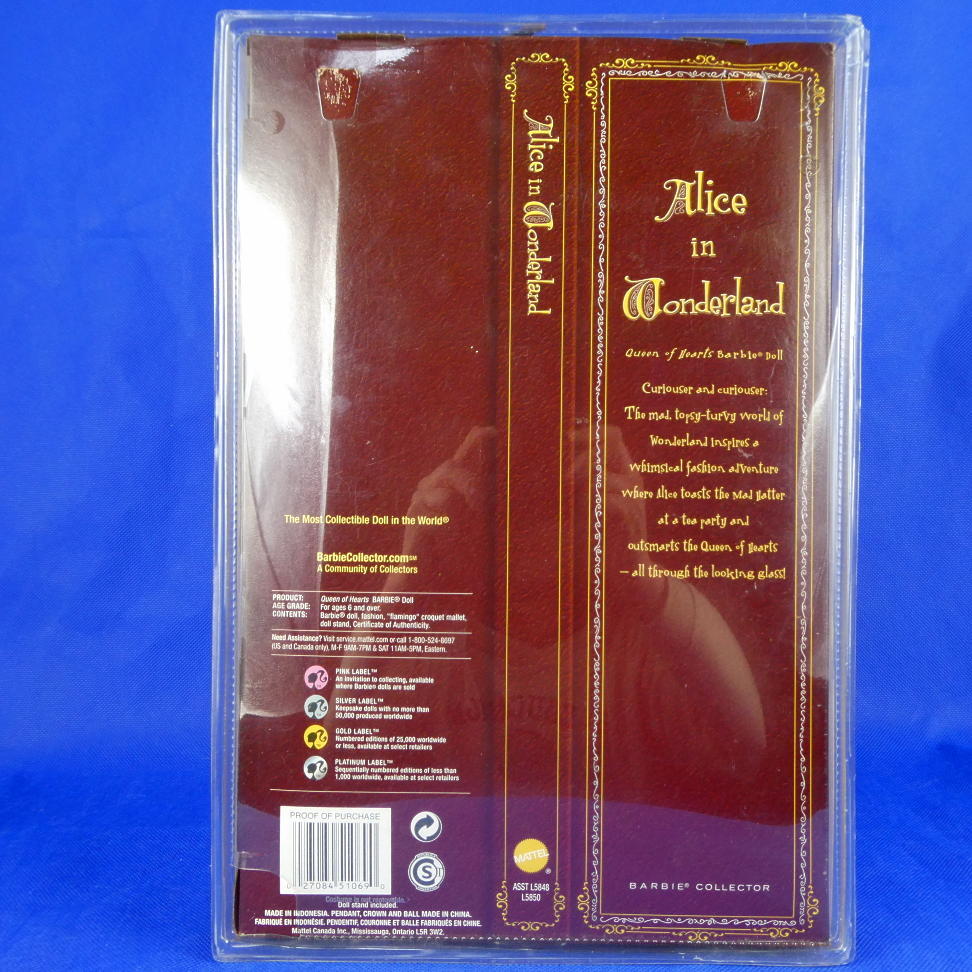 The Most Collectible Doll in the World®
BarbieCollector.com℠
A Community of Collectors
PRODUCT: Queen of Hearts BARBIE® Doll
AGE GRADE: For ages 6 and over.
CONTENTS: Barbie® doll, fashion, "flamingo" croquet mallet,
doll stand, Certificate of Authenticity.
Need Assistance? Visit service.mattel.com or call 1-800-524-8697
(US and Canada only), M-F 9AM-7PM & SAT 11AM-5PM, Eastern.
PINK LABEL™
An invitation to collecting, available
where Barbie® dolls are sold
SILVER LABEL™
Keepsake dolls with no more than
50,000 produced worldwide
GOLD LABEL™
Numbered editions of 25,000 worldwide
or less, available at select retailers
PLATINUM LABEL™
Sequentially numbered editions of less than
1,000 worldwide, available at select retailers
PROOF OF PURCHASE
0 27084 51069 0
S
Costume is not removable.
Doll stand included.
MADE IN INDONESIA. PENDANT, CROWN AND BALL MADE IN CHINA.
FABRIQUÉ EN INDONÉSIE. PENDENTIF, COURONNE ET BALLE FABRIQUÉS EN CHINE.
Mattel Canada Inc., Mississauga, Ontario L5R 3W2.
Alice in Wonderland
MATTEL®
ASST L5848
L5850
Alice
in
Wonderland
Queen of Hearts Barbie® Doll
Curiouser and curiouser:
The mad, topsy-turvy world of
Wonderland inspires a
whimsical fashion adventure
where Alice toasts the Mad Hatter
at a tea party and
outsmarts the Queen of Hearts
— all through the looking glass!
BARBIE® COLLECTOR